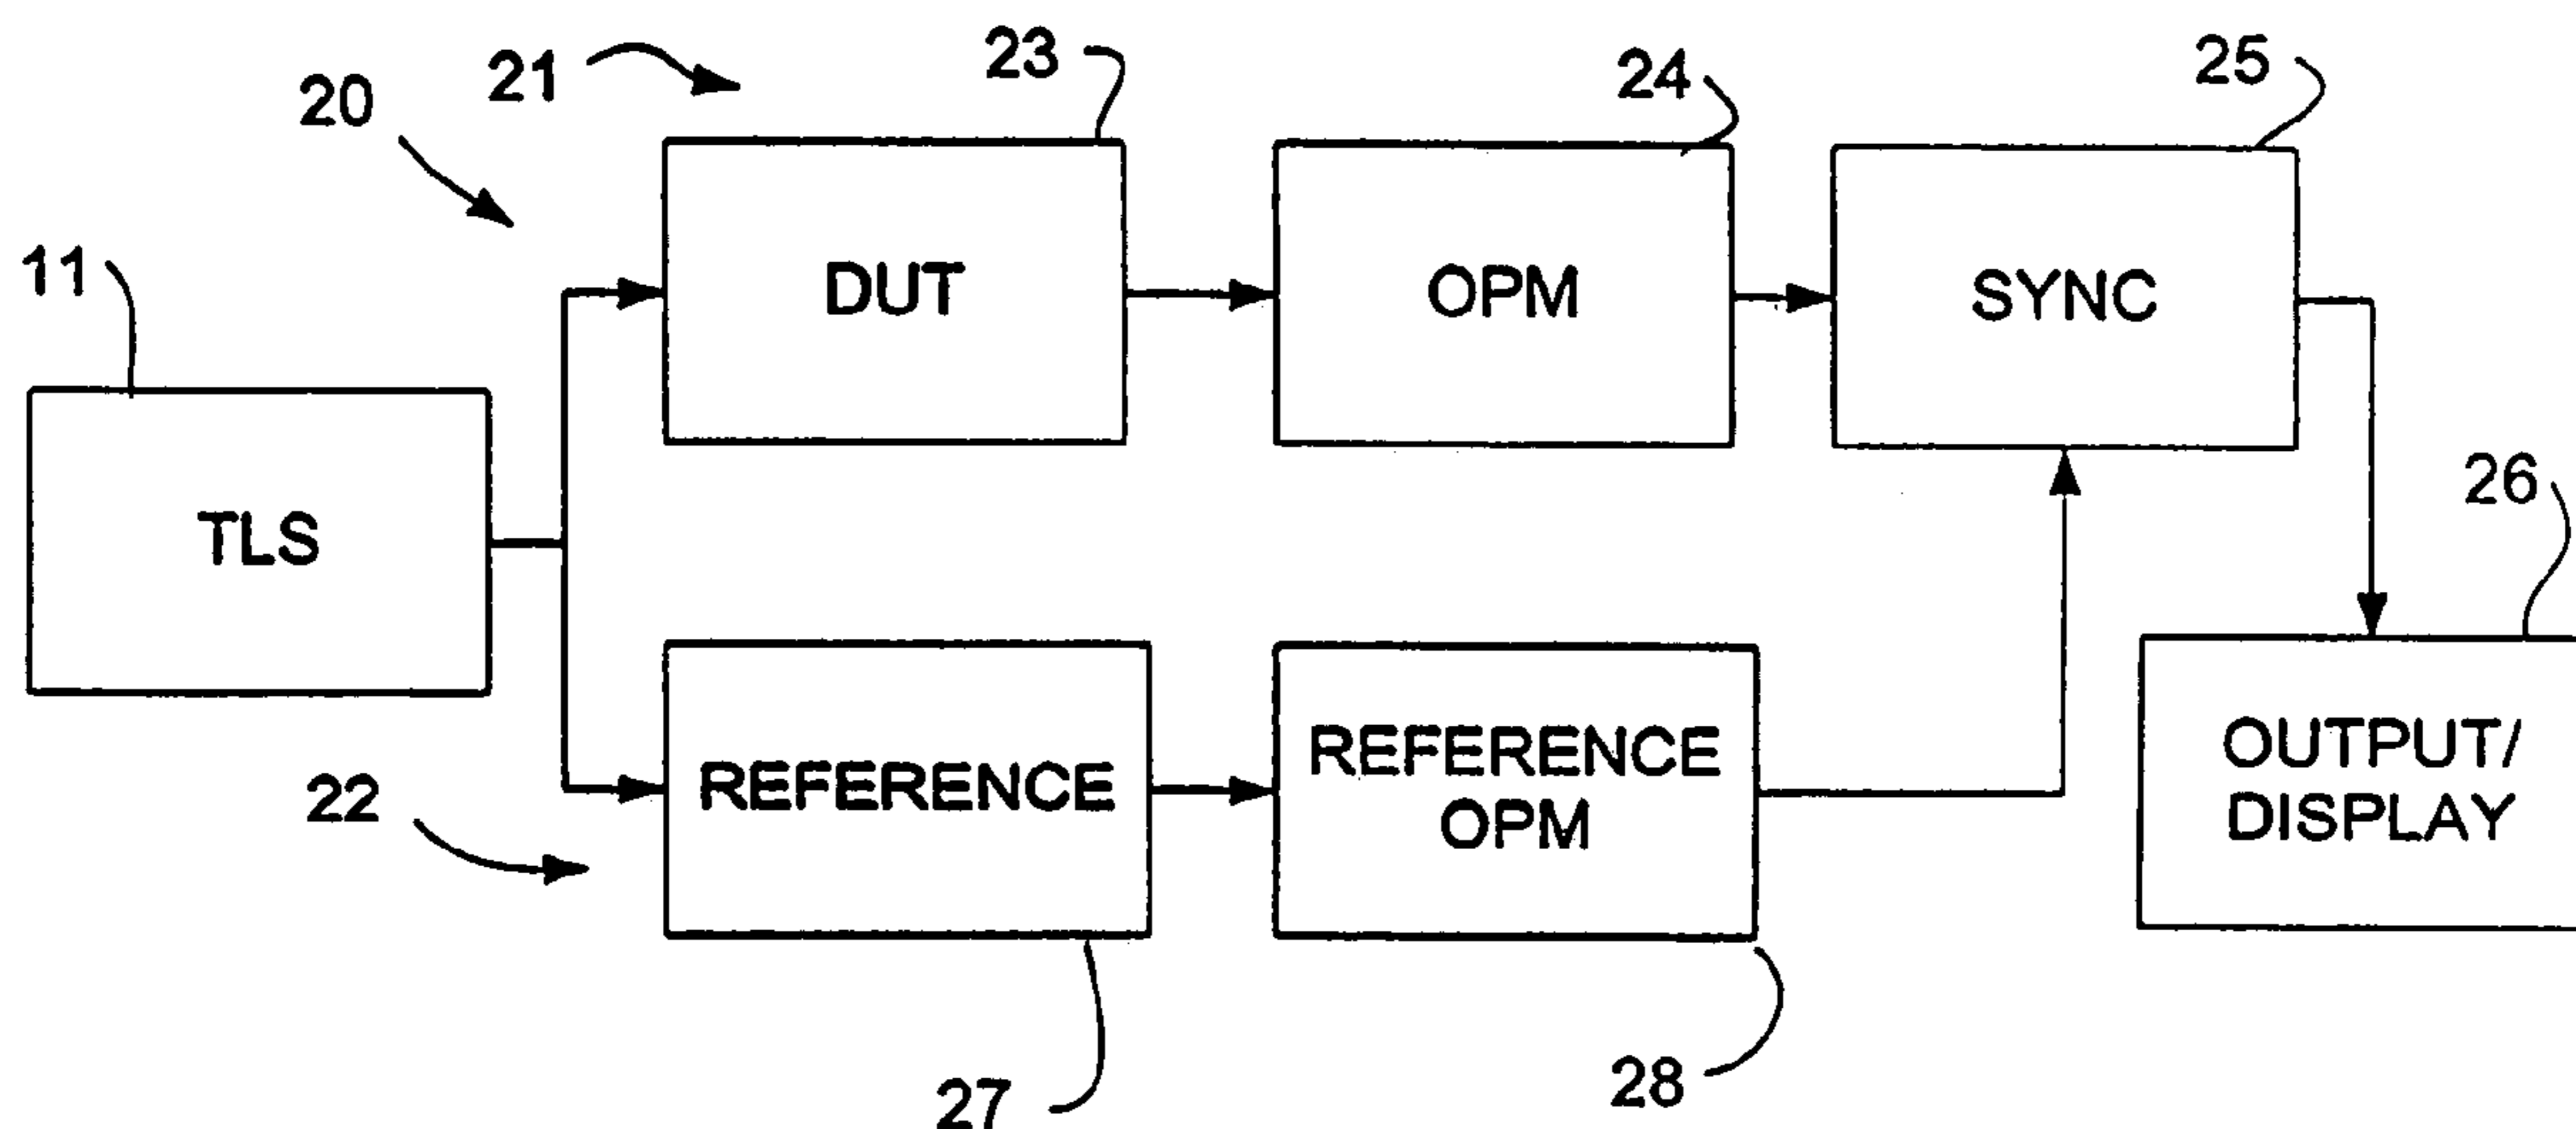 21
23
24
25
20
11
DUT
OPM
SYNC
26
TLS
22
REFERENCE
REFERENCE
OPM
OUTPUT/
DISPLAY
27
28